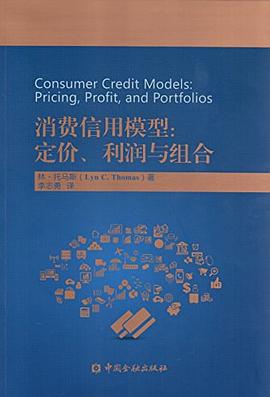 Consumer Credit Models:
Pricing, Profit, and Portfolios
消费信用模型:
定价、利润与组合
林·托马斯（Lyn C. Thomas）著
李志勇 译
中国金融出版社